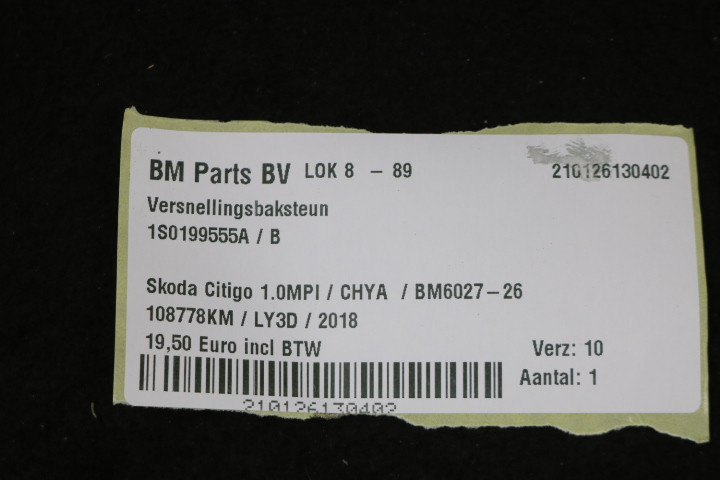 BM Parts BV LOK 8 - 89 210126130402
Versnellingsbaksteun
1S0199555A / B
Skoda Citigo 1.0MPI / CHYA / BM6027-26
108778KM / LY3D / 2018
19,50 Euro incl BTW Verz: 10
Aantal: 1
210126130402